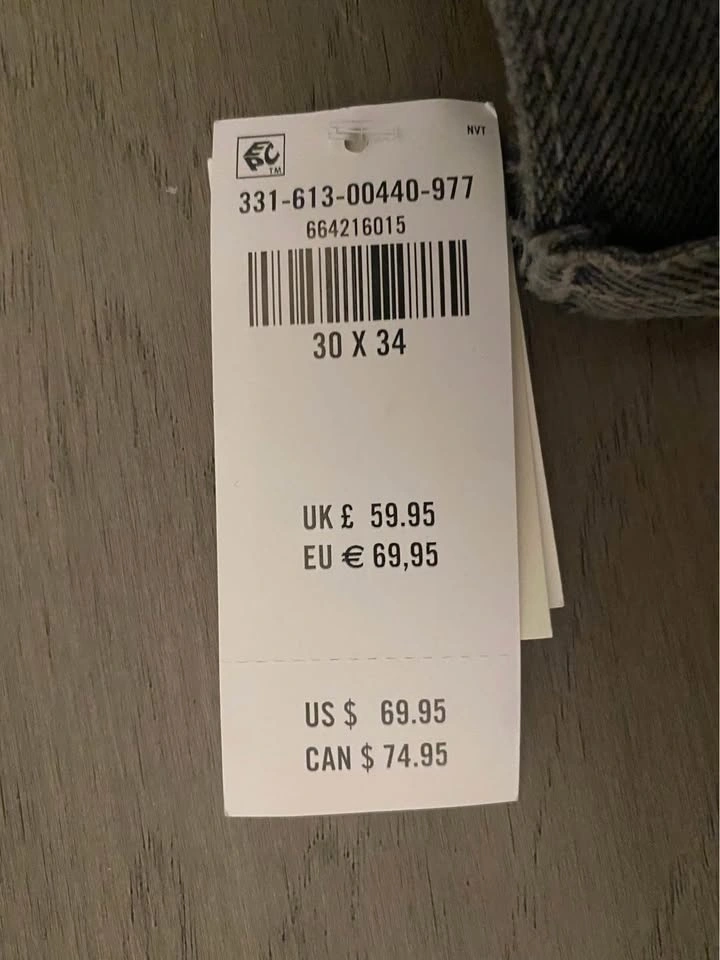 NVT
EPC TM
331-613-00440-977
664216015
30 X 34
UK £ 59.95
EU € 69,95
US $ 69.95
CAN $ 74.95